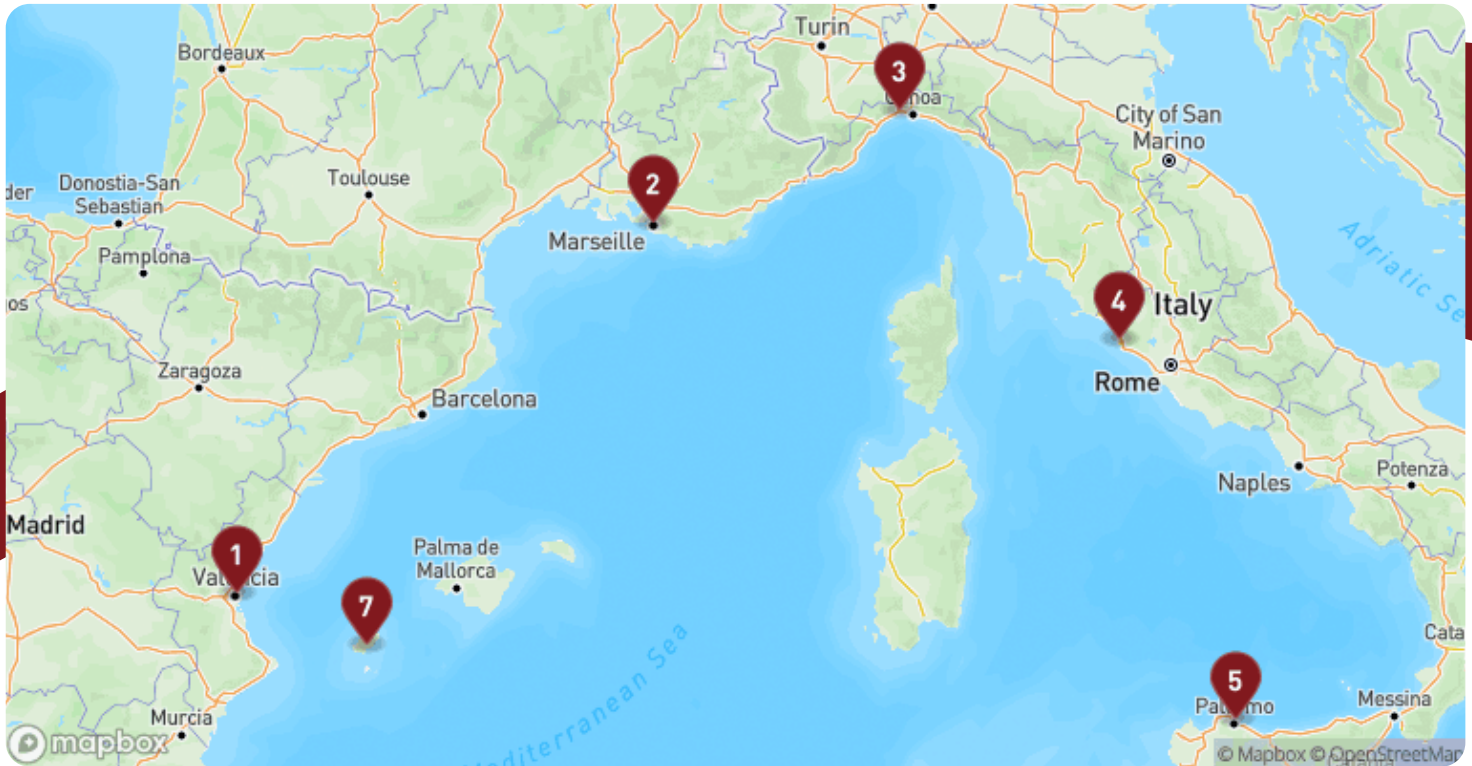 Turin
Bordeaux
3
City of San
Marino
2
Toulouse
der
Donostia-San
Sebastian
Marseille
Pamplona
os
4
Italy
Adriatic Se
Zaragoza
Rome
Barcelona
Naples
Potenza
Madrid
1
Palma de
Mallorca
7
Mediterranean Sea
Cata
5
Messina
Murcia
mapbox
© Mapbox © OpenStreetMap